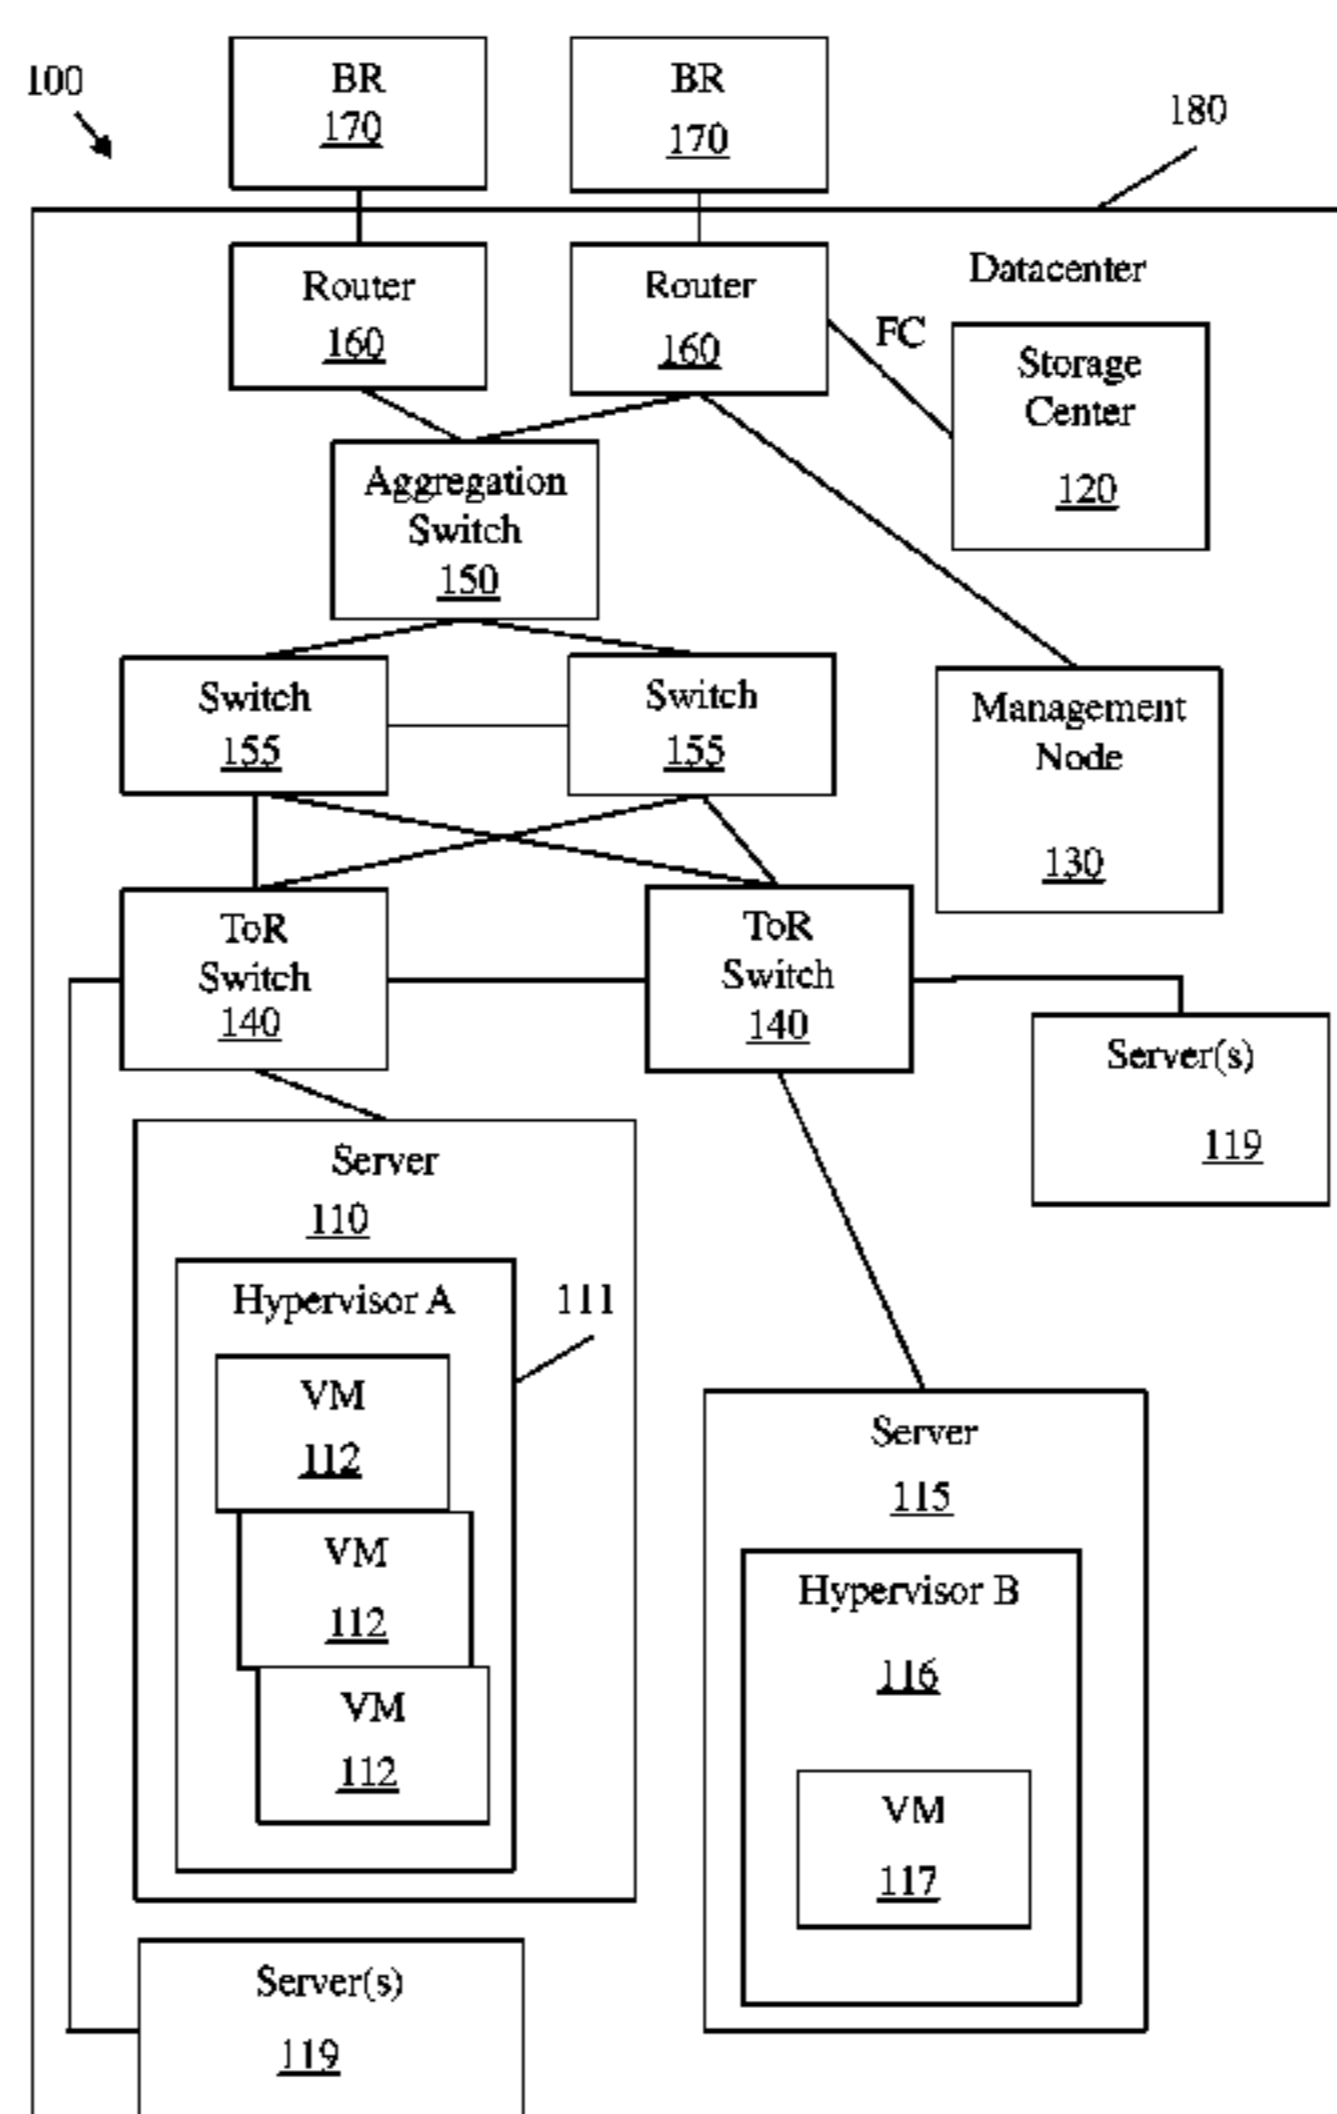 100
BR
170
BR
170
180
Datacenter
Router
160
Router
160
FC
Storage
Center
120
Aggregation
Switch
150
Switch
155
Switch
155
Management
Node
130
ToR
Switch
140
ToR
Switch
140
Server(s)
119
Server
110
Hypervisor A
111
VM
112
VM
112
VM
112
Server
115
Hypervisor B
116
VM
117
Server(s)
119